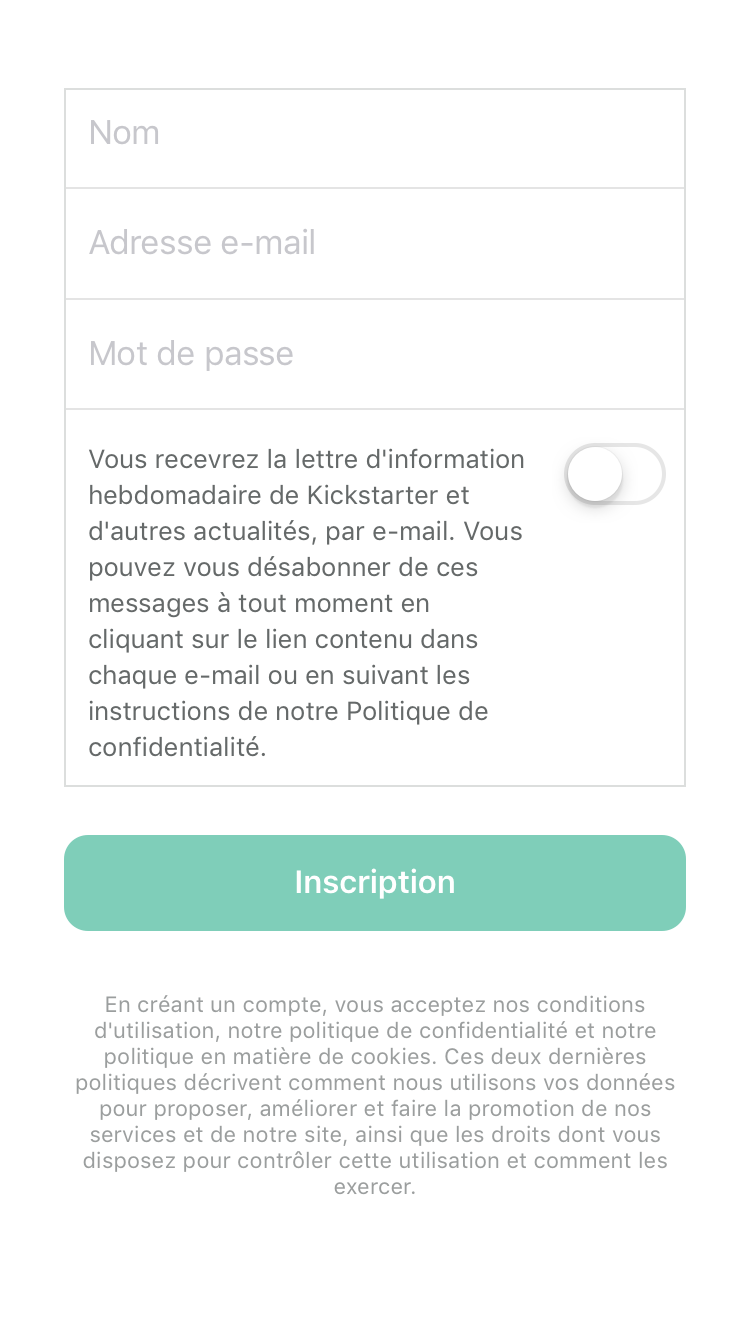 Nom
Adresse e-mail
Mot de passe
Vous recevrez la lettre d'information
hebdomadaire de Kickstarter et
d'autres actualités, par e-mail. Vous
pouvez vous désabonner de ces
messages à tout moment en
cliquant sur le lien contenu dans
chaque e-mail ou en suivant les
instructions de notre Politique de
confidentialité.
Inscription
En créant un compte, vous acceptez nos conditions
d'utilisation, notre politique de confidentialité et notre
politique en matière de cookies. Ces deux dernières
politiques décrivent comment nous utilisons vos données
pour proposer, améliorer et faire la promotion de nos
services et de notre site, ainsi que les droits dont vous
disposez pour contrôler cette utilisation et comment les
exercer.